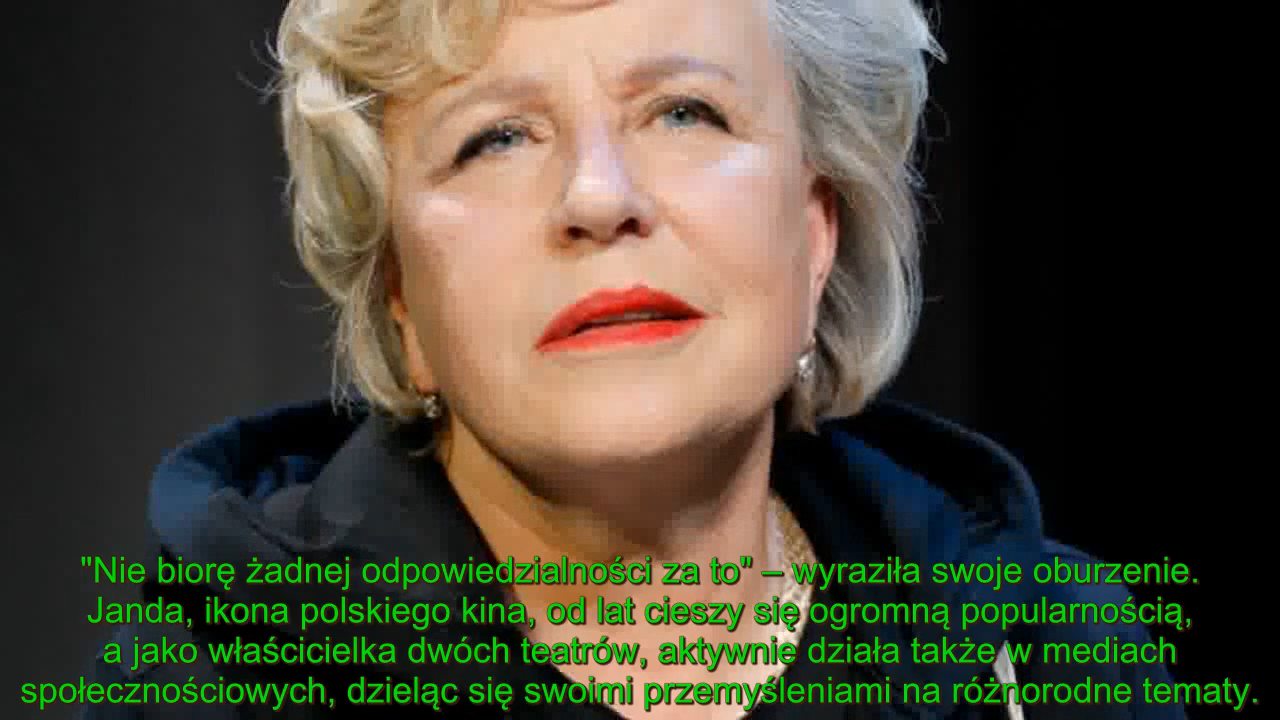 "Nie biorę żadnej odpowiedzialności za to" – wyraziła swoje oburzenie.
Janda, ikona polskiego kina, od lat cieszy się ogromną popularnością,
a jako właścicielka dwóch teatrów, aktywnie działa także w mediach
społecznościowych, dzieląc się swoimi przemyśleniami na różnorodne tematy.